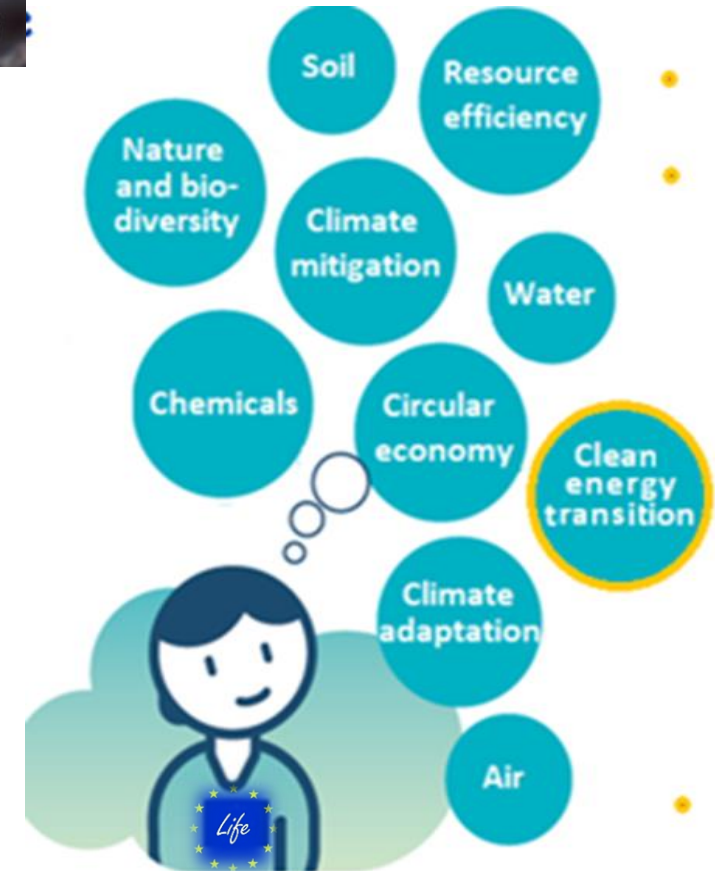 Soil
Resource
efficiency
Nature
and bio-
diversity
Climate
mitigation
Water
Chemicals
Circular
economy
Clean
energy
transition
Climate
adaptation
Air
Life